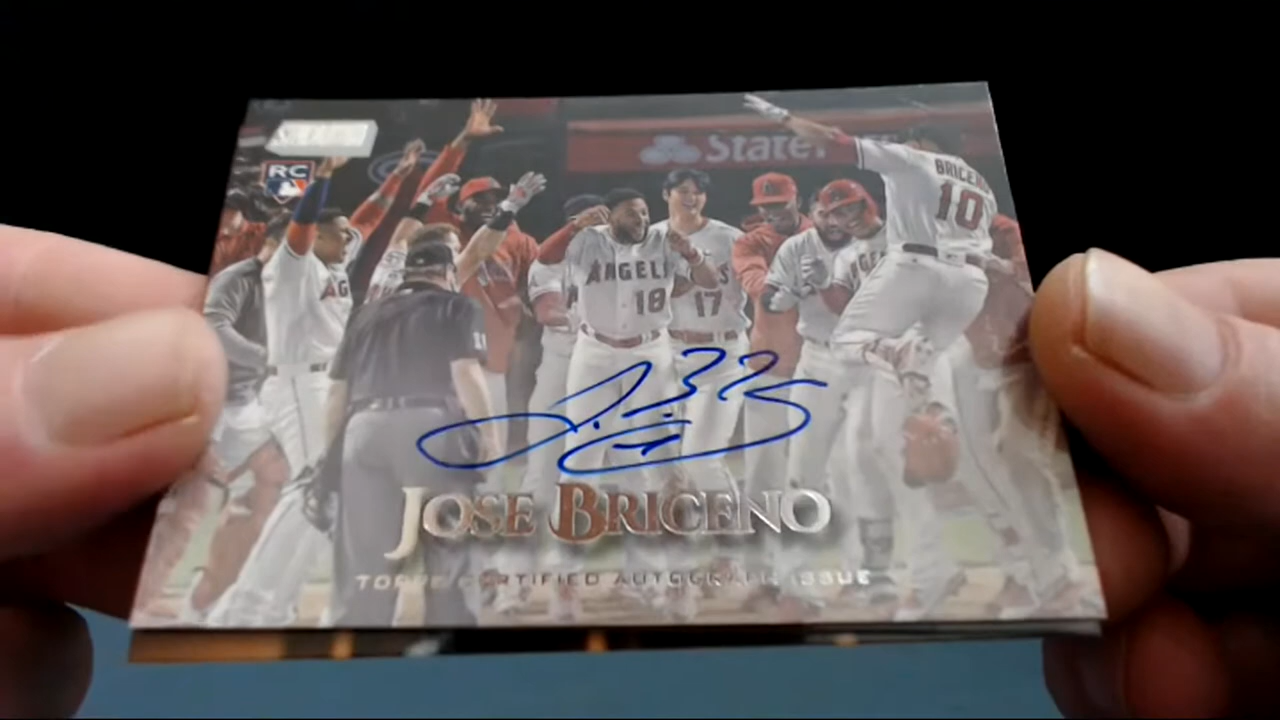 RC
State
BRICENO
10
ANGELS
18
17
JOSE BRICENO
TOPPS CERTIFIED AUTOGRAPH ISSUE